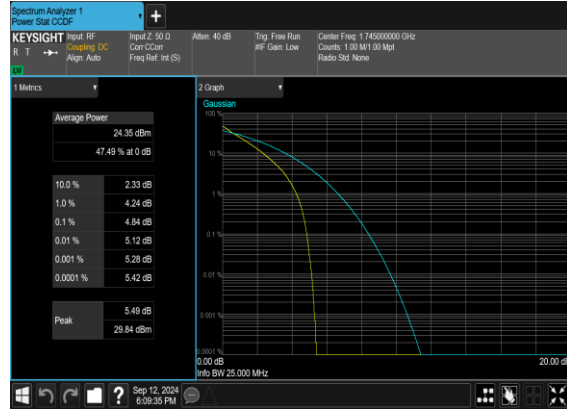 Spectrum Analyzer 1
Power Stat CCDF
KEYSIGHT
R T
Input: RF
Coupling: DC
Align: Auto
Input Z: 50 Ω
Corr CCorr
Freq Ref: Int (S)
Atten: 40 dB
Trig: Free Run
#IF Gain: Low
Center Freq: 1.745000000 GHz
Counts: 1.00 M/1.00 Mpt
Radio Std: None
1 Metrics
Average Power
24.35 dBm
47.49 % at 0 dB
10.0 % 2.33 dB
1.0 % 4.24 dB
0.1 % 4.84 dB
0.01 % 5.12 dB
0.001 % 5.28 dB
0.0001 % 5.42 dB
Peak
5.49 dB
29.84 dBm
2 Graph
Gaussian
100 %
10 %
1 %
0.1 %
0.01 %
0.001 %
0.0001 %
0.00 dB
20.00 dB
Info BW 25.000 MHz
?
Sep 12, 2024
6:09:35 PM